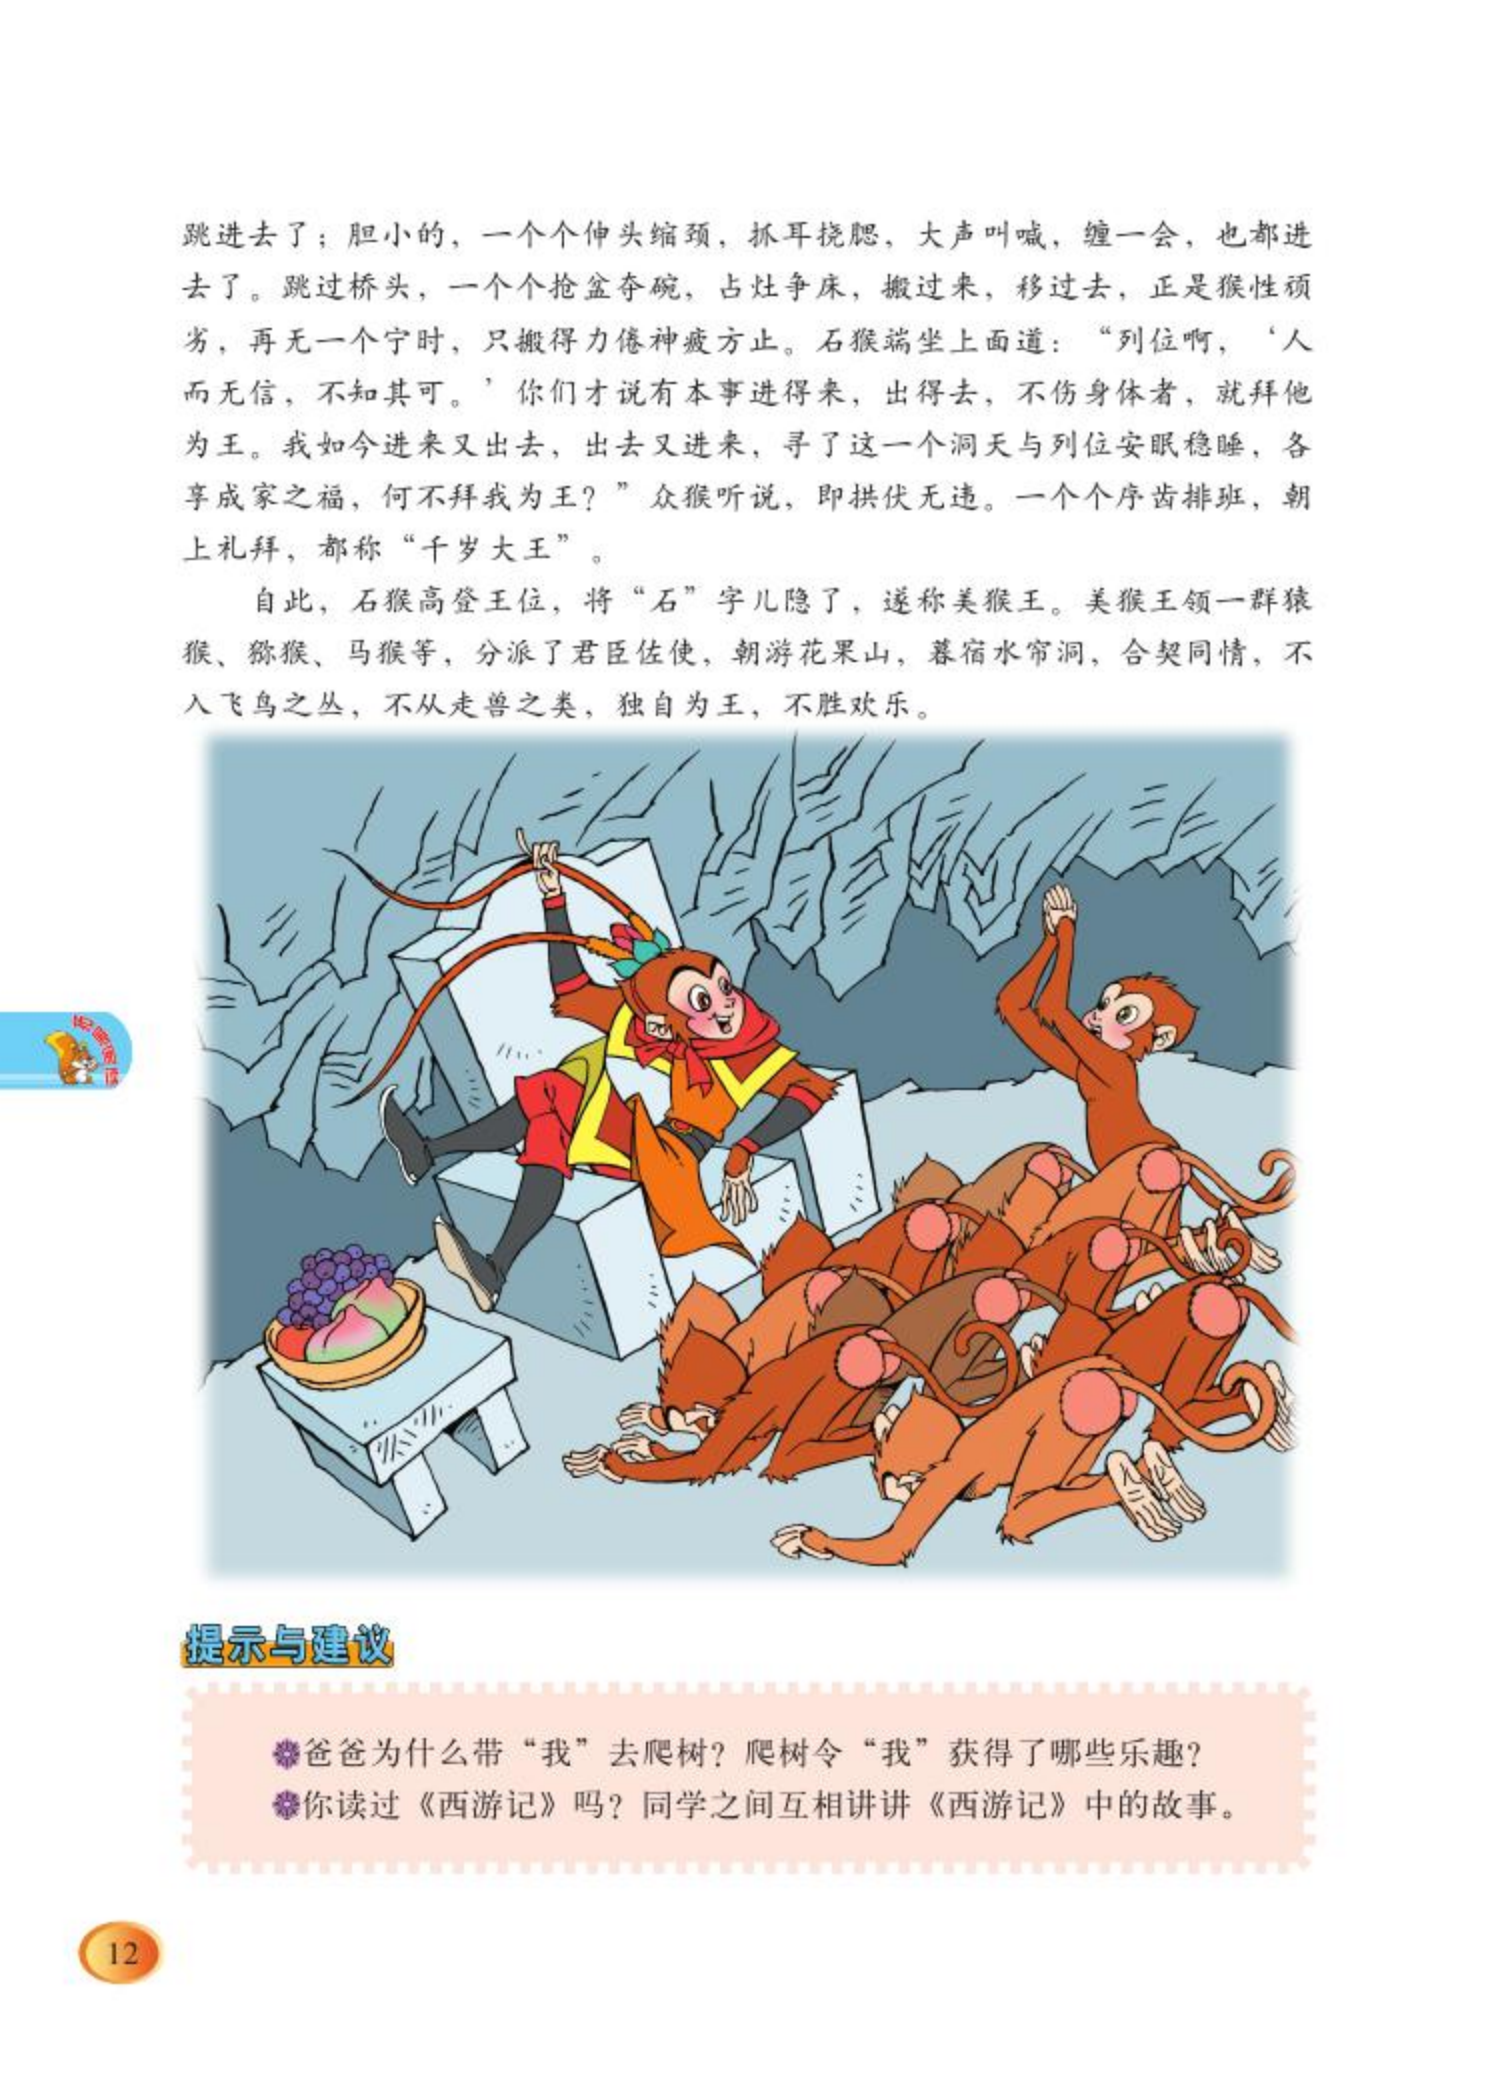 跳进去了；胆小的，一个个伸头缩颈，抓耳挠腮，大声叫喊，缠一会，也都进
去了。跳过桥头，一个个抢盆夺碗，占灶争床，搬过来，移过去，正是猴性顽
劣，再无一个宁时，只搬得力倦神疲方止。石猴端坐上面道：“列位啊，‘人
而无信，不知其可。’你们才说有本事进得来，出得去，不伤身体者，就拜他
为王。我如今进来又出去，出去又进来，寻了这一个洞天与列位安眠稳睡，各
享成家之福，何不拜我为王？”众猴听说，即拱伏无违。一个个序齿排班，朝
上礼拜，都称“千岁大王”。
自此，石猴高登王位，将“石”字儿隐了，遂称美猴王。美猴王领一群猿
猴、猕猴、马猴等，分派了君臣佐使，朝游花果山，暮宿水帘洞，合契同情，不
入飞鸟之丛，不从走兽之类，独自为王，不胜欢乐。
提示与建议
爸爸为什么带“我”去爬树？爬树令“我”获得了哪些乐趣？
你读过《西游记》吗？同学之间互相讲讲《西游记》中的故事。
12